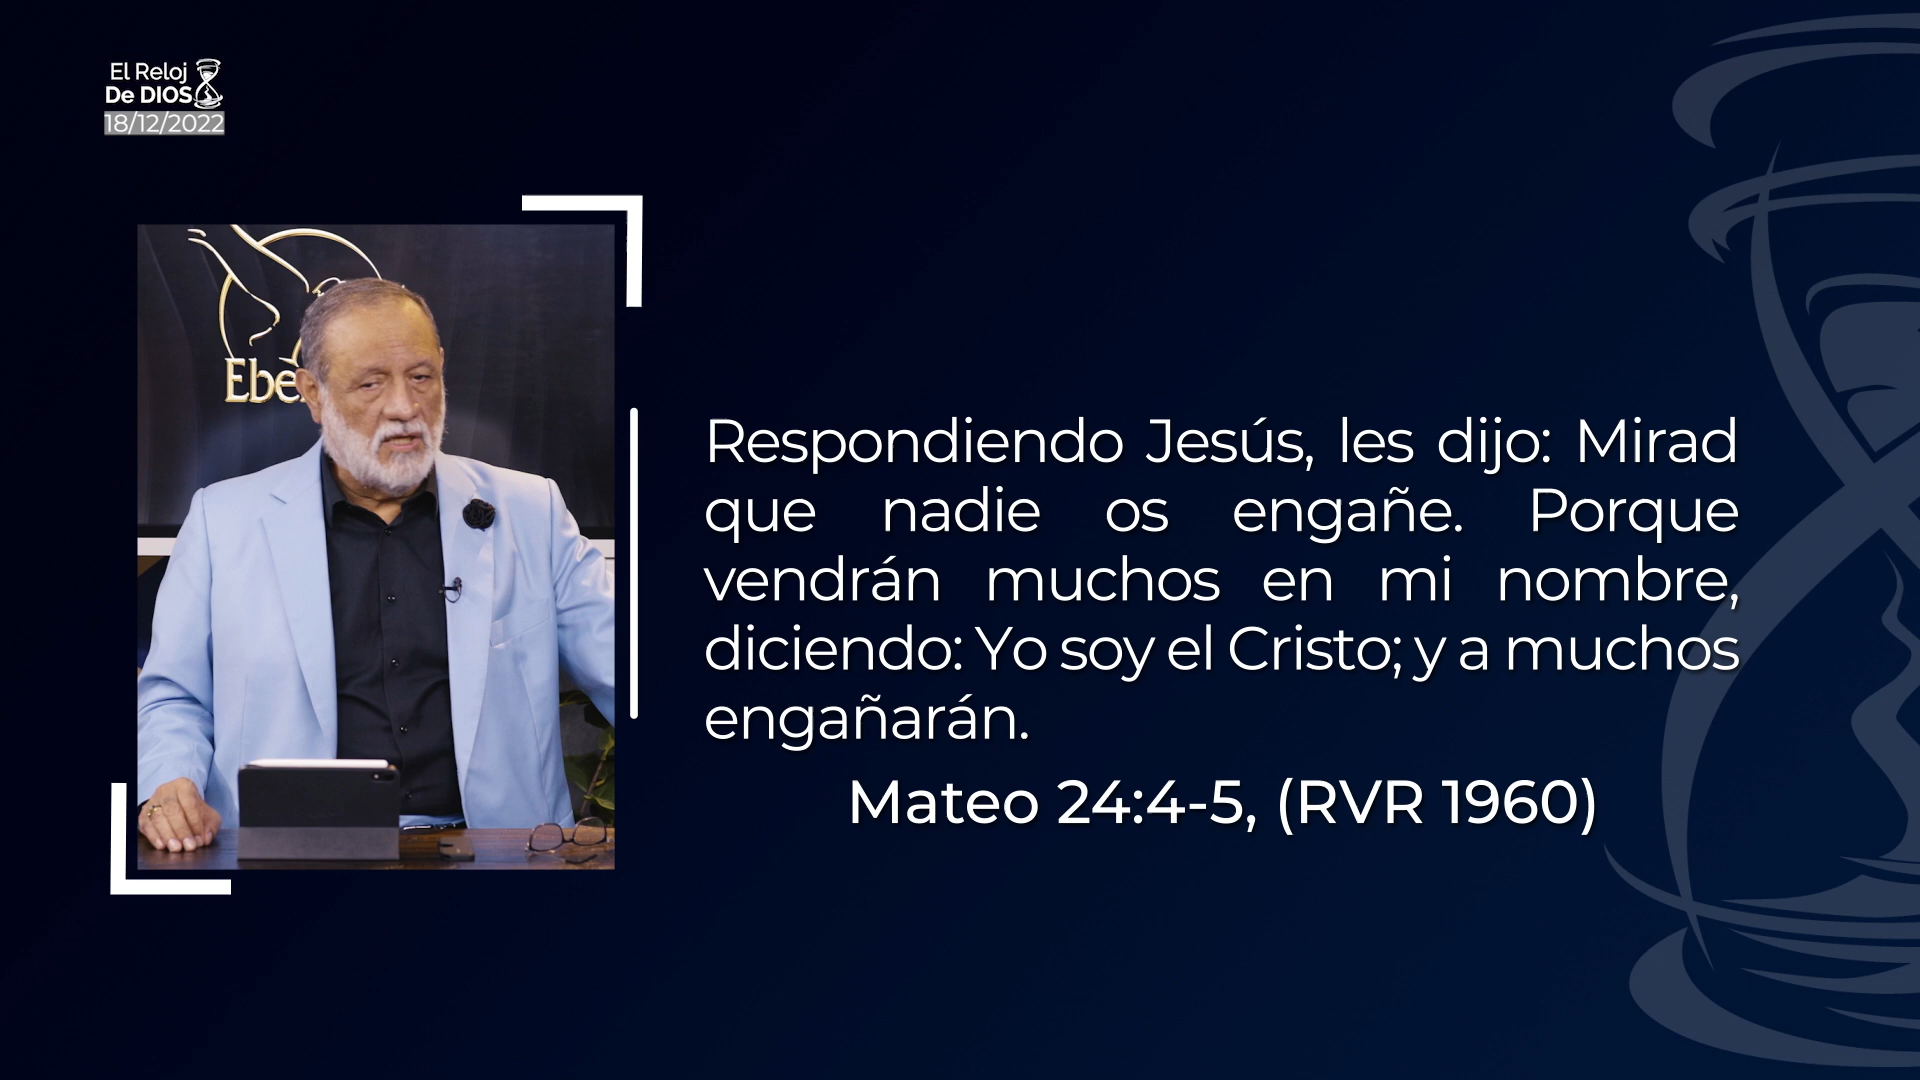 El Reloj
De DIOS
18/12/2022
Respondiendo Jesús, les dijo: Mirad
que nadie os engañe. Porque
vendrán muchos en mi nombre,
diciendo: Yo soy el Cristo; y a muchos
engañarán.
Mateo 24:4-5, (RVR 1960)